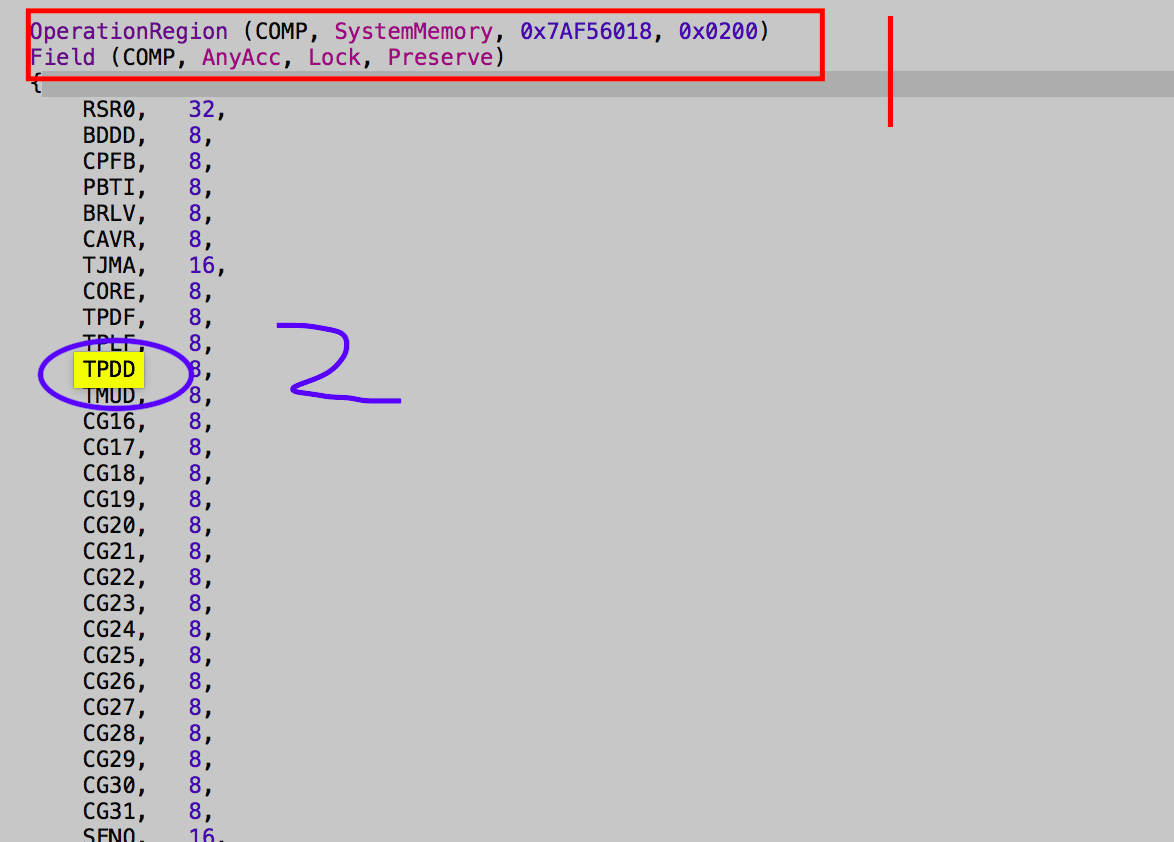 OperationRegion (COMP, SystemMemory, 0x7AF56018, 0x0200)
Field (COMP, AnyAcc, Lock, Preserve)
{
RSR0, 32,
BDDD, 8,
CPFB, 8,
PBTI, 8,
BRLV, 8,
CAVR, 8,
TJMA, 16,
CORE, 8,
TPDF, 8,
TPLF, 8,
TPDD 8,
TMUD, 8,
CG16, 8,
CG17, 8,
CG18, 8,
CG19, 8,
CG20, 8,
CG21, 8,
CG22, 8,
CG23, 8,
CG24, 8,
CG25, 8,
CG26, 8,
CG27, 8,
CG28, 8,
CG29, 8,
CG30, 8,
CG31, 8,
SFNO, 16,
1
2